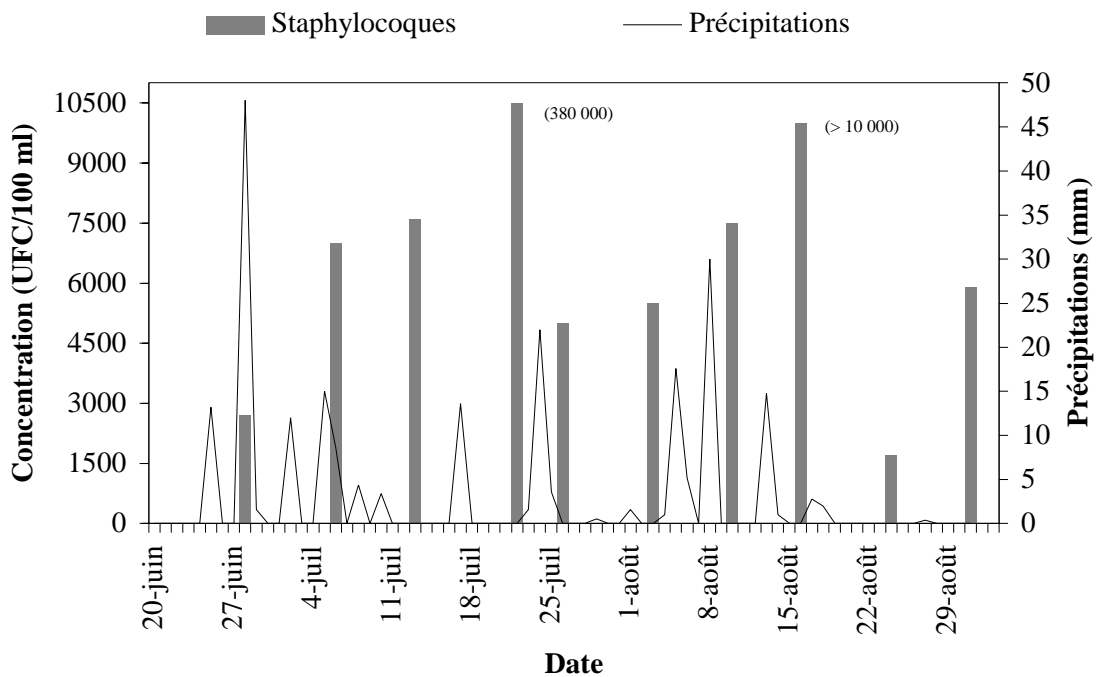 Staphylocoques
Précipitations
Concentration (UFC/100 ml)
10500
9000
7500
6000
4500
3000
1500
0
(380 000)
(> 10 000)
50
45
40
35
30
25
20
15
10
5
0
Précipitations (mm)
20-juin
27-juin
4-juil
11-juil
18-juil
25-juil
1-août
8-août
15-août
22-août
29-août
Date